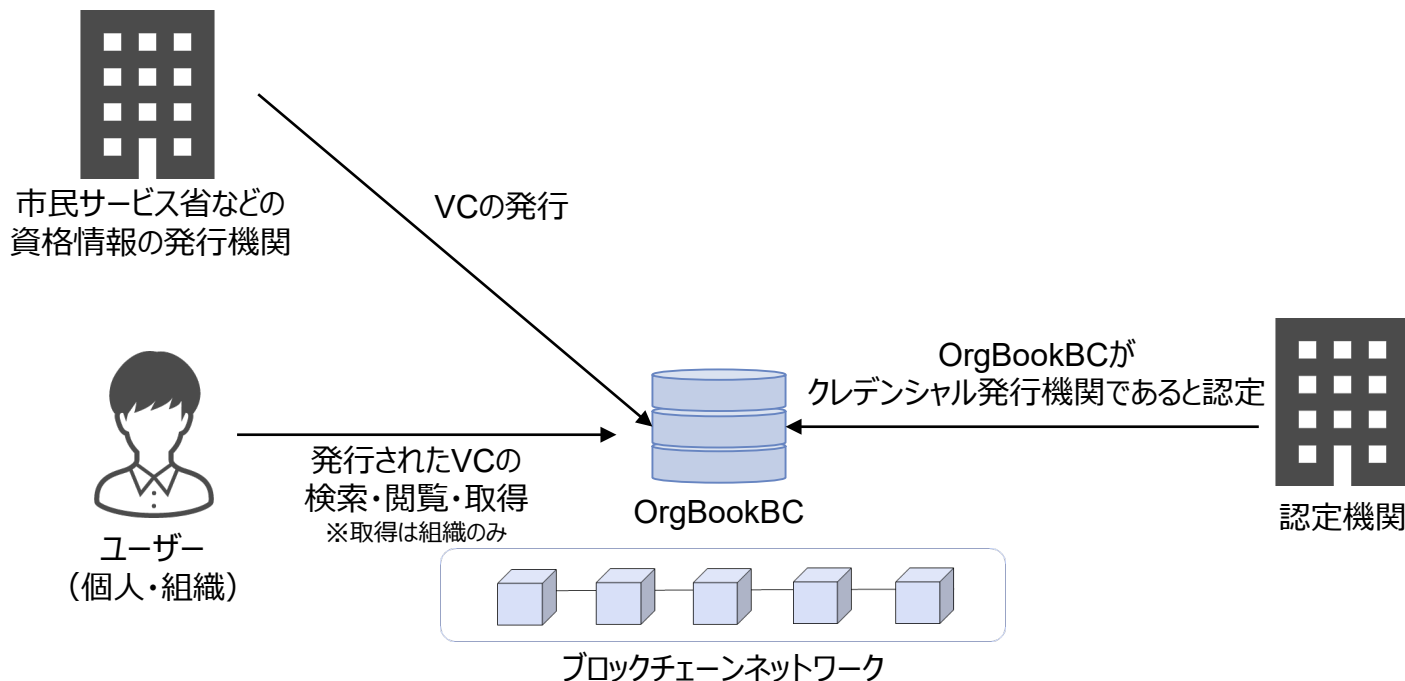 市民サービス省などの
資格情報の発行機関
VCの発行
OrgBookBCが
クレデンシャル発行機関であると認定
発行されたVCの
検索・閲覧・取得
※取得は組織のみ
OrgBookBC
認定機関
ユーザー
（個人・組織）
ブロックチェーンネットワーク